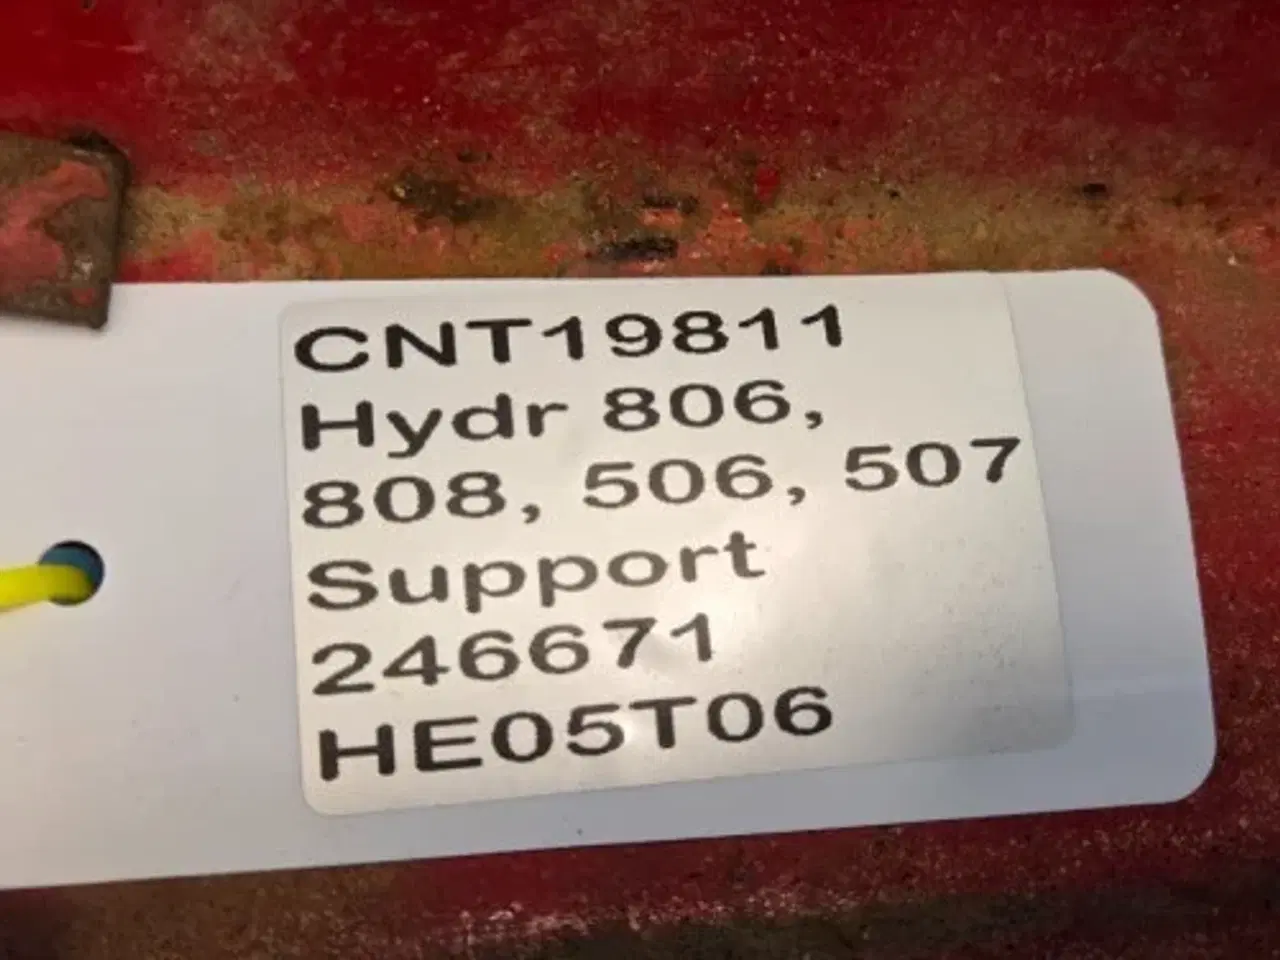 CNT19811
Hydr 806,
808, 506, 507
Support
246671
HE05T06